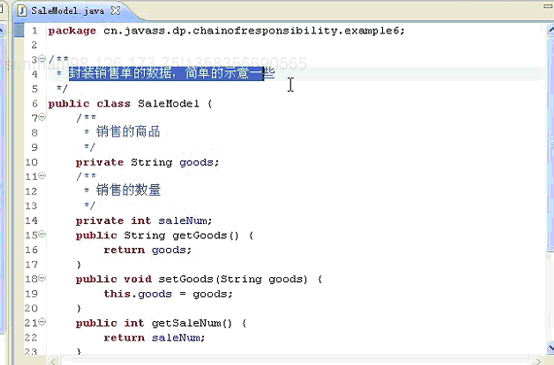 SaleModel.java
1 package cn.javass.dp.chainofresponsibility.example6;
2
3 /**
4 * 封装销售单的数据，简单的示意一些
5 */
6 public class SaleModel {
7 /**
8 * 销售的商品
9 */
10 private String goods;
11 /**
12 * 销售的数量
13 */
14 private int saleNum;
15 public String getGoods() {
16 return goods;
17 }
18 public void setGoods(String goods) {
19 this.goods = goods;
20 }
21 public int getSaleNum() {
22 return saleNum;
23 }